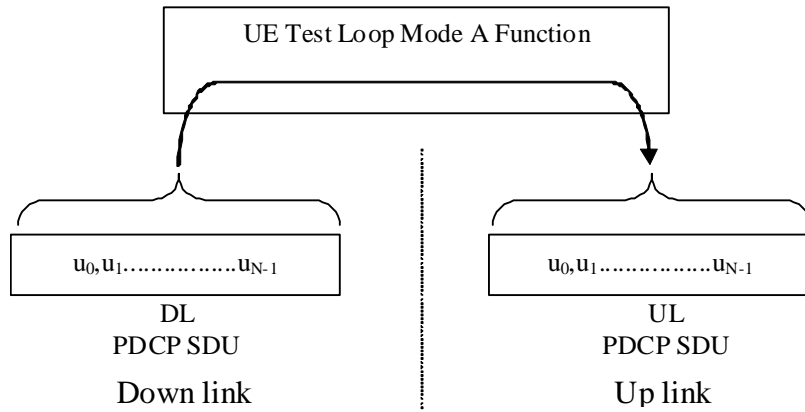 UE Test Loop Mode A Function
u0,u1.................uN-1
DL
PDCP SDU
Down link
u0,u1.................uN-1
UL
PDCP SDU
Up link